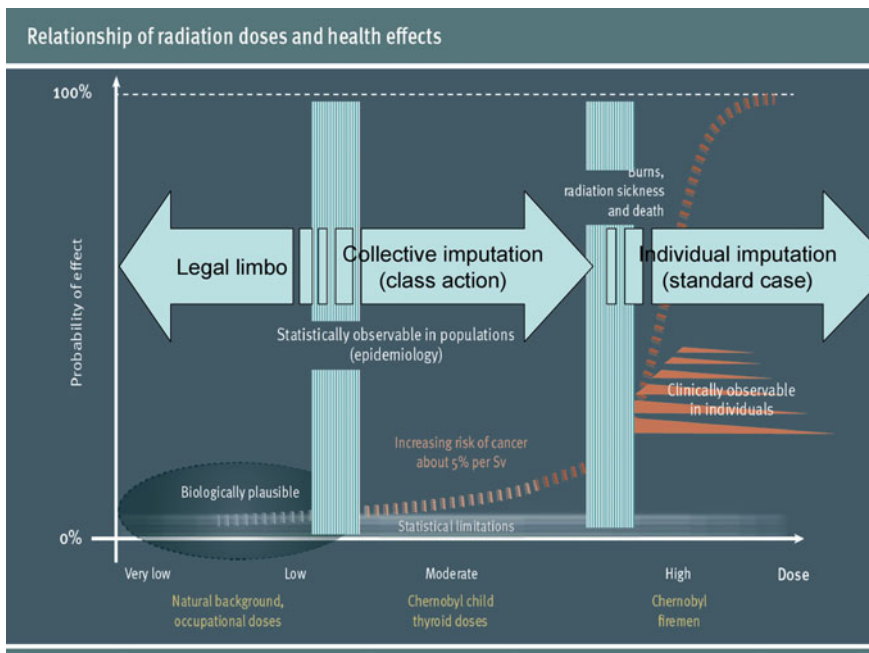 Relationship of radiation doses and health effects
100%
Burns,
radiation sickness
and death
Legal limbo
Collective imputation
(class action)
Individual imputation
(standard case)
Probability of effect
Statistically observable in populations
(epidemiology)
Clinically observable
in individuals
Increasing risk of cancer
about 5% per Sv
Biologically plausible
Statistical limitations
0%
Very low
Low
Moderate
High
Dose
Natural background,
occupational doses
Chernobyl child
thyroid doses
Chernobyl
firemen